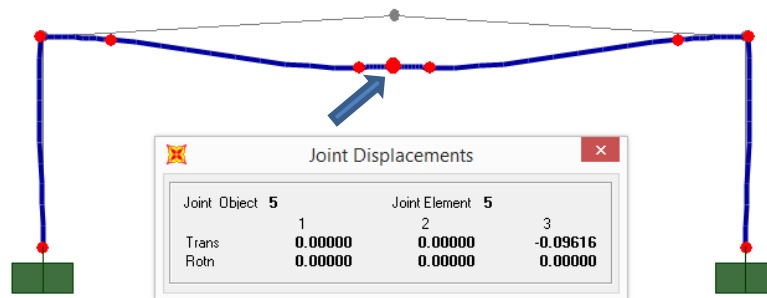 Joint Displacements
Joint Object 5 Joint Element 5
1 2 3
Trans 0.00000 0.00000 -0.09616
Rotn 0.00000 0.00000 0.00000